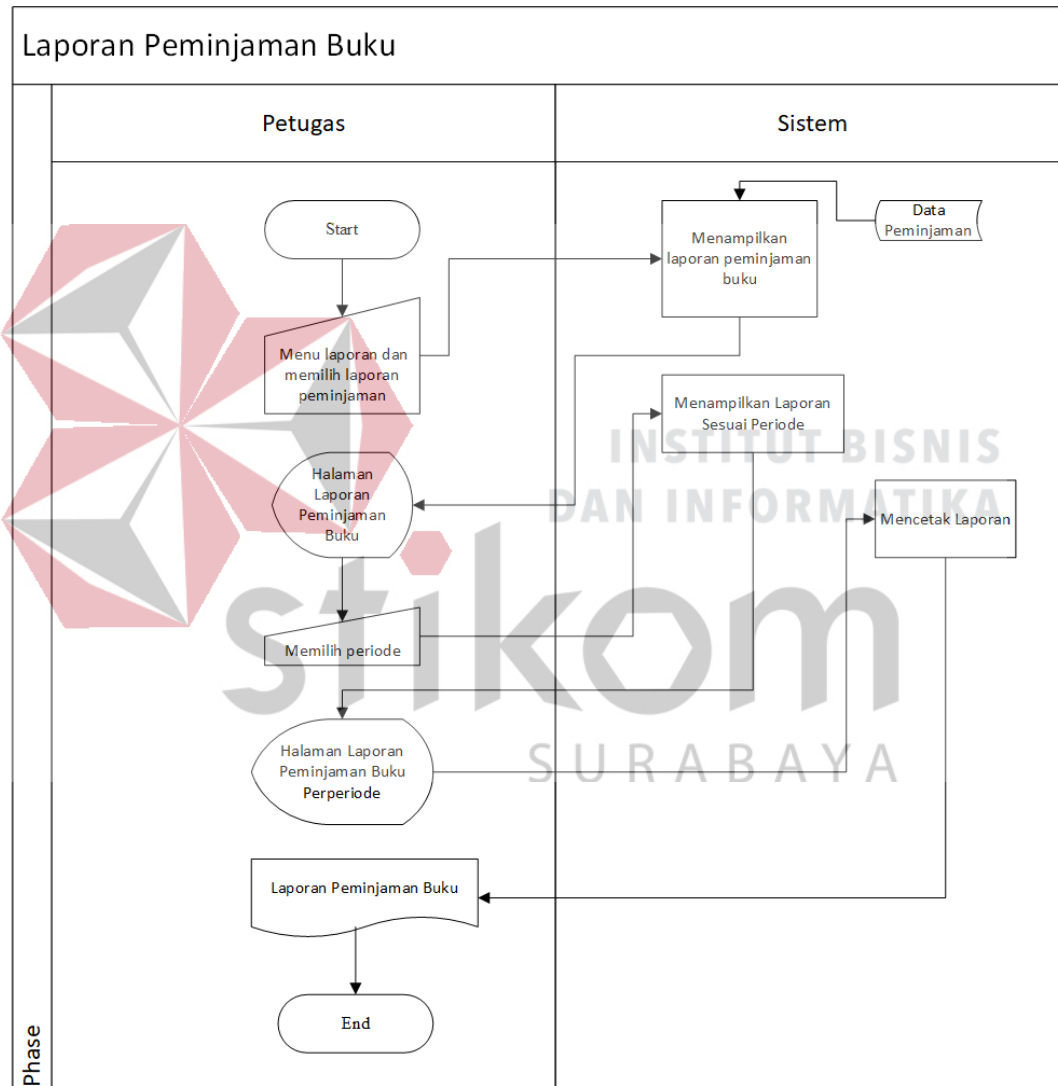 Laporan Peminjaman Buku
Petugas
Sistem
Start
Menampilkan
laporan peminjaman
buku
Data
Peminjaman
Menu laporan dan
memilih laporan
peminjaman
Menampilkan Laporan
Sesuai Periode
INSTITUT BISNIS
DAN INFORMATIKA
Halaman
Laporan
Peminjaman
Buku
Mencetak Laporan
stikom
SURABAYA
Memilih periode
Halaman Laporan
Peminjaman Buku
Perperiode
Laporan Peminjaman Buku
End
Phase